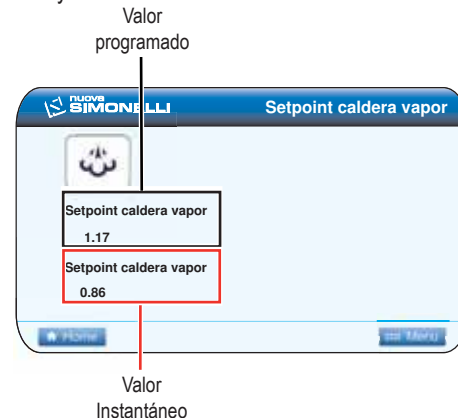 Valor
programado
nuova
SIMONELLI
Setpoint caldera vapor
Setpoint caldera vapor
1.17
Setpoint caldera vapor
0.86
Home
Menu
Valor
Instantáneo